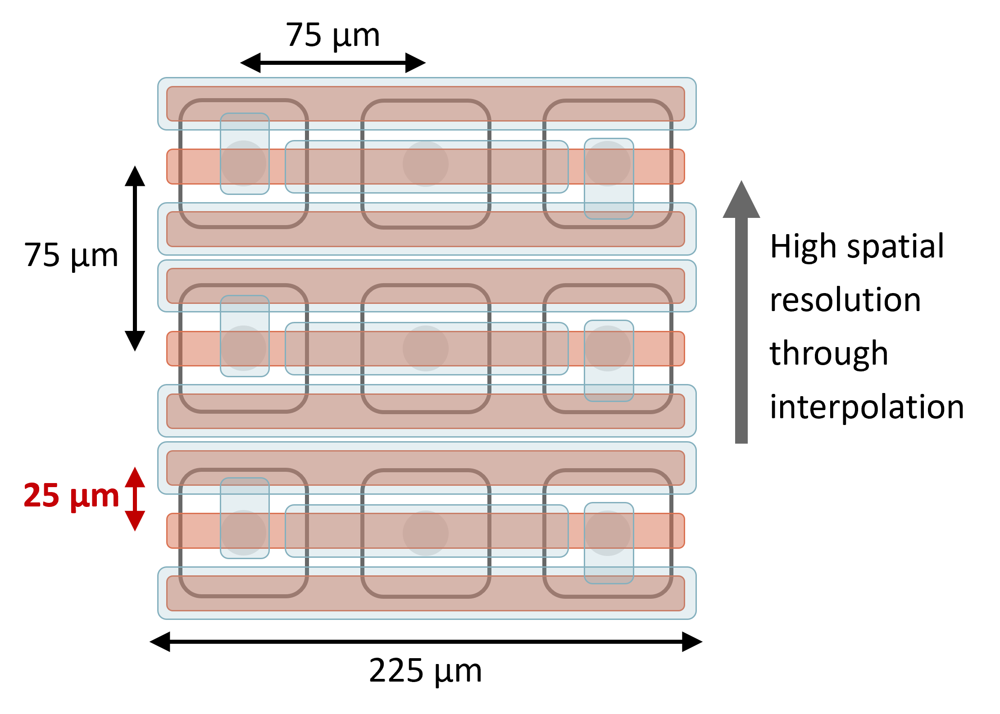 75 µm
75 µm
High spatial
resolution
through
interpolation
25 µm
225 µm